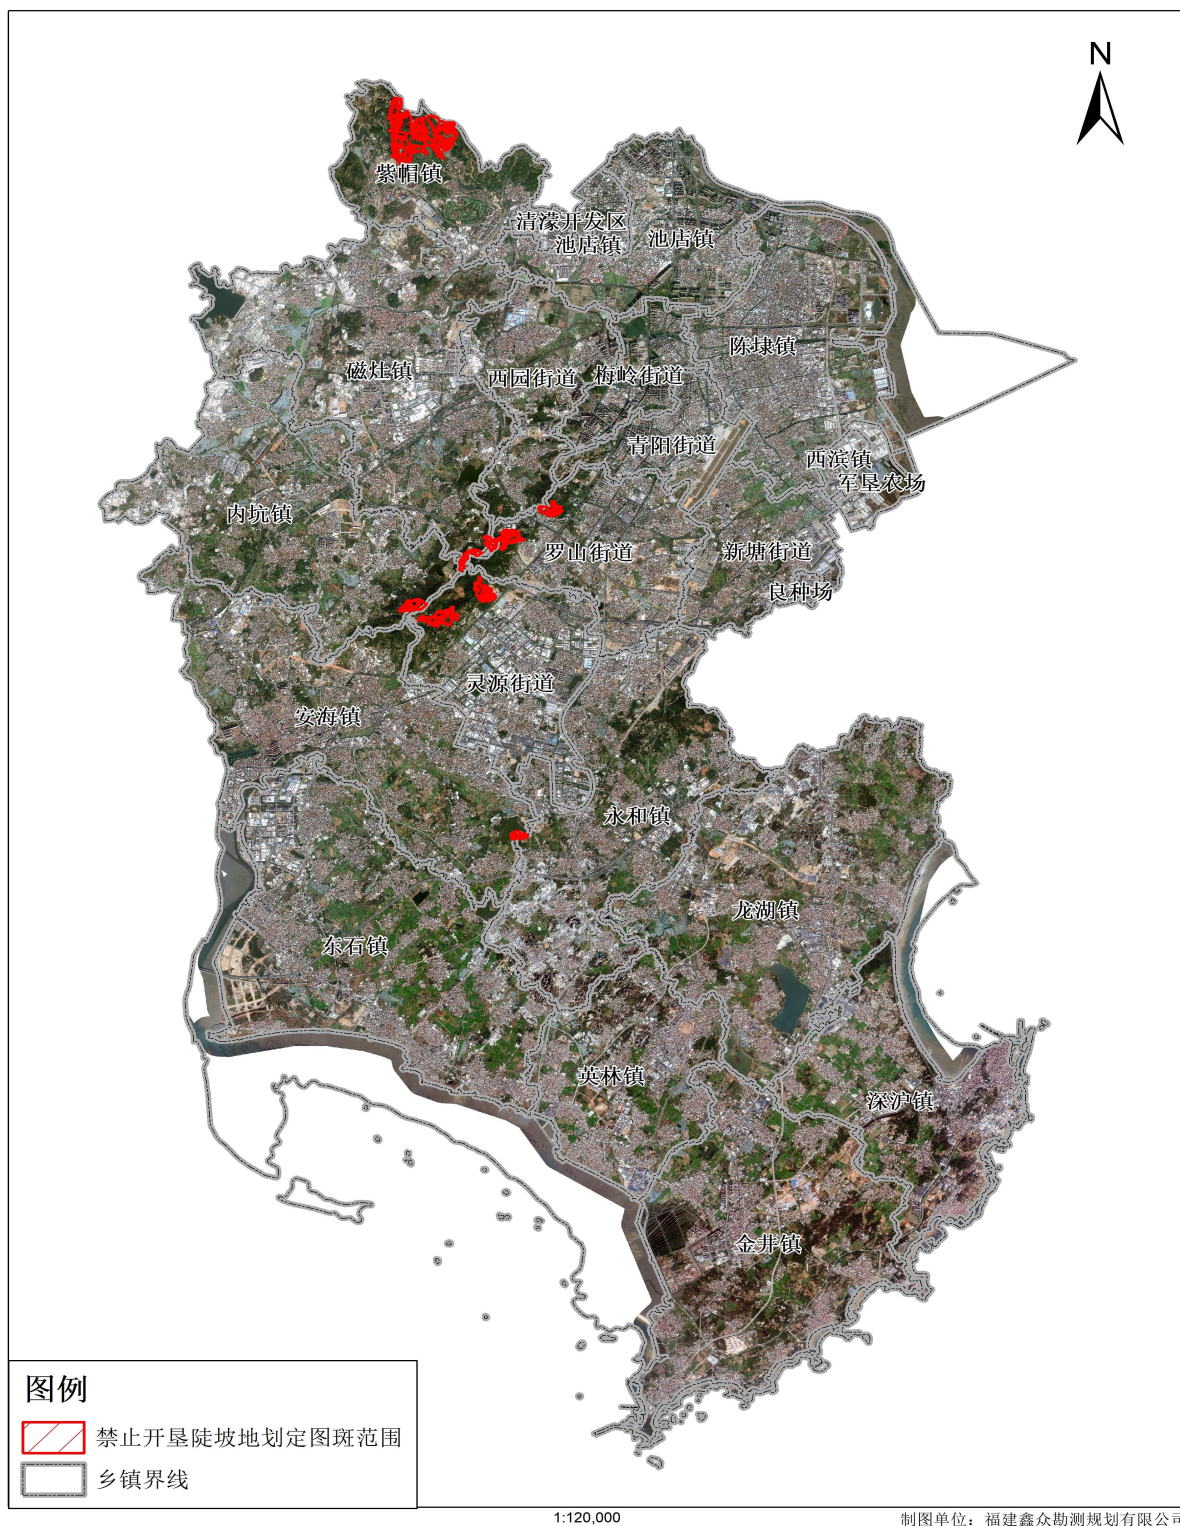 N
紫帽镇
清濛开发区
池店镇
池店镇
陈埭镇
磁灶镇
西园街道
梅岭街道
青阳街道
西滨镇
军垦农场
内坑镇
罗山街道
新塘街道
良种场
灵源街道
安海镇
永和镇
龙湖镇
东石镇
英林镇
深沪镇
金井镇
图例
禁止开垦陡坡地划定图斑范围
乡镇界线
1:120,000
制图单位：福建鑫众勘测规划有限公司